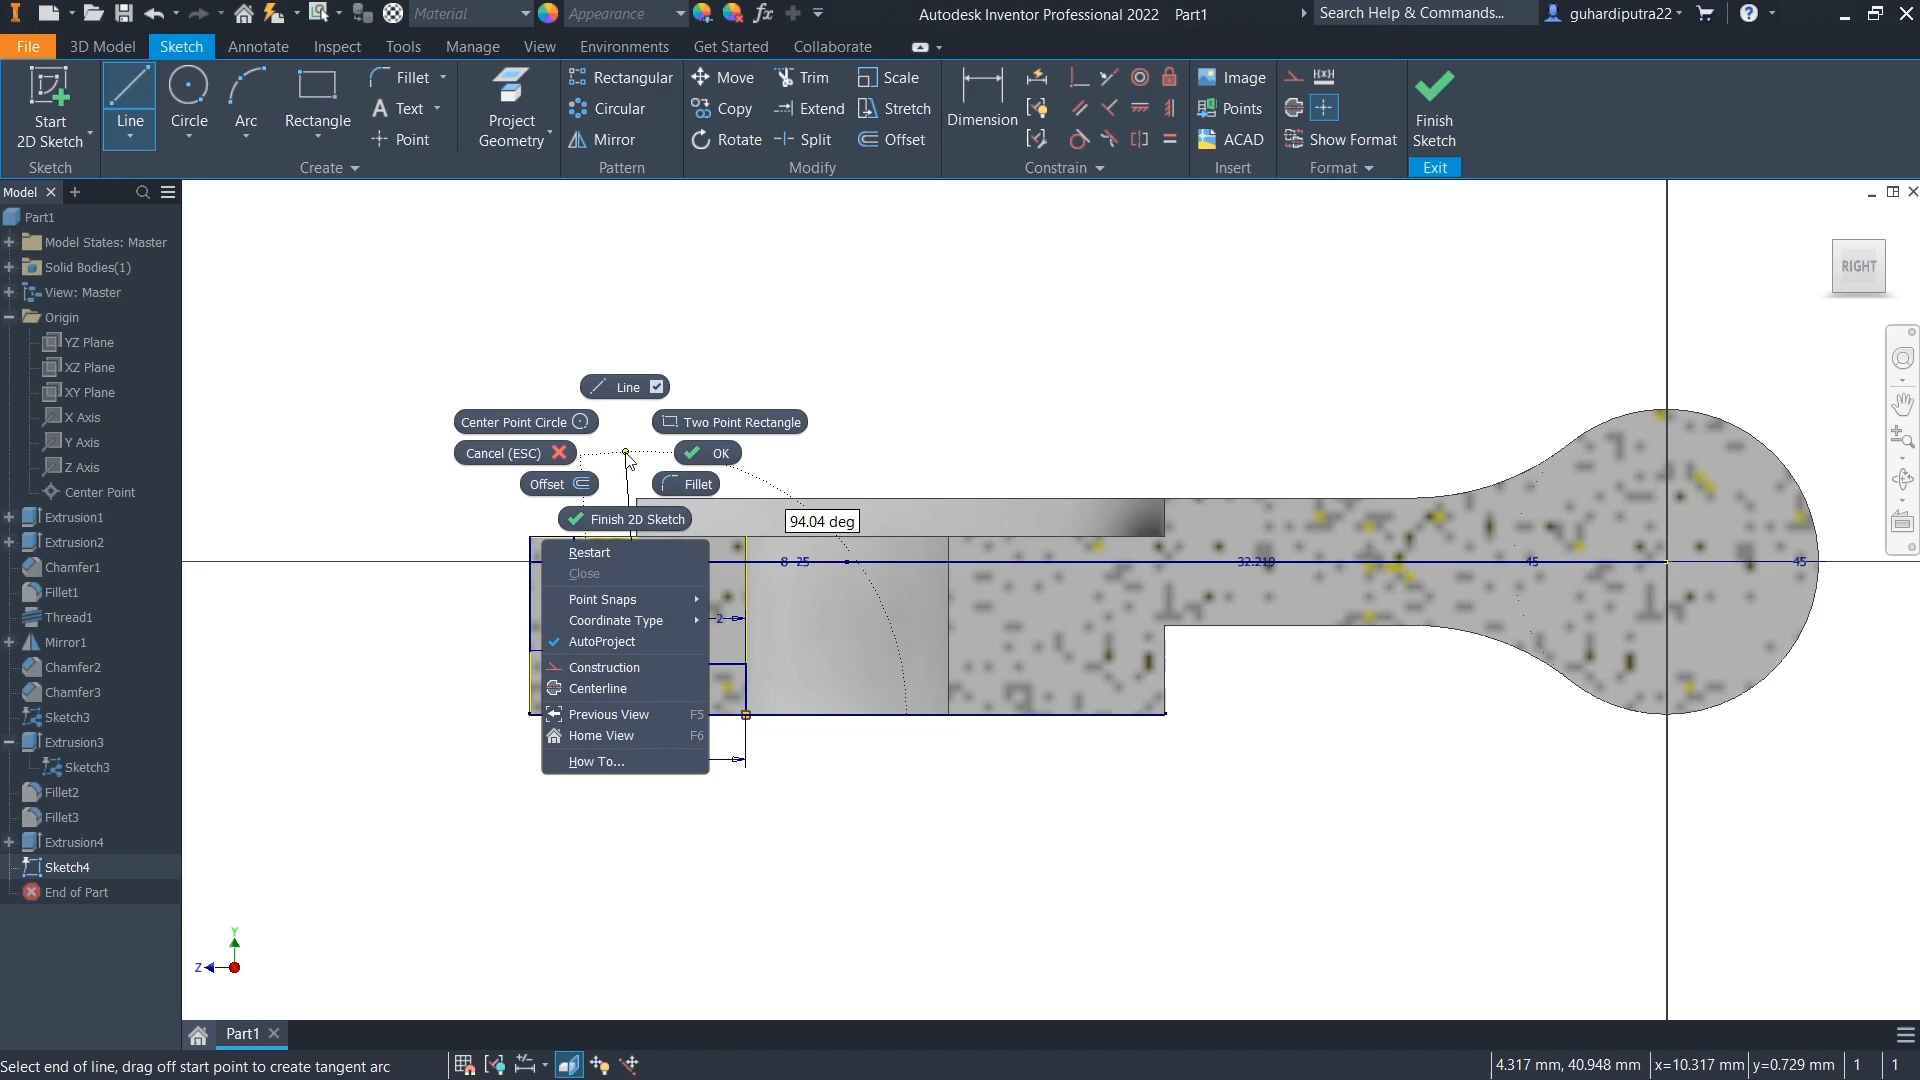 Material
Appearance
Autodesk Inventor Professional 2022 Part1
Search Help & Commands...
guhardiputra22
File
3D Model
Sketch
Annotate
Inspect
Tools
Manage
View
Environments
Get Started
Collaborate
Start
2D Sketch
Line
Circle
Arc
Rectangle
Fillet
Text
Point
Project
Geometry
Rectangular
Circular
Mirror
Move
Copy
Rotate
Trim
Extend
Split
Scale
Stretch
Offset
Dimension
Image
Points
ACAD
Show Format
Finish
Sketch
Sketch
Create
Pattern
Modify
Constrain
Insert
Format
Exit
Model
Part1
Model States: Master
Solid Bodies(1)
View: Master
Origin
YZ Plane
XZ Plane
XY Plane
X Axis
Y Axis
Z Axis
Center Point
Extrusion1
Extrusion2
Chamfer1
Fillet1
Thread1
Mirror1
Chamfer2
Chamfer3
Sketch3
Extrusion3
Sketch3
Fillet2
Fillet3
Extrusion4
Sketch4
End of Part
RIGHT
Line
Center Point Circle
Two Point Rectangle
Cancel (ESC)
OK
Offset
Fillet
Finish 2D Sketch
94.04 deg
Restart
Close
Point Snaps
Coordinate Type
AutoProject
Construction
Centerline
Previous View F5
Home View F6
How To...
8
25
32.219
45
45
2
Y
Z
Part1
Select end of line, drag off start point to create tangent arc
4.317 mm, 40.948 mm
x=10.317 mm
y=0.729 mm
1
1